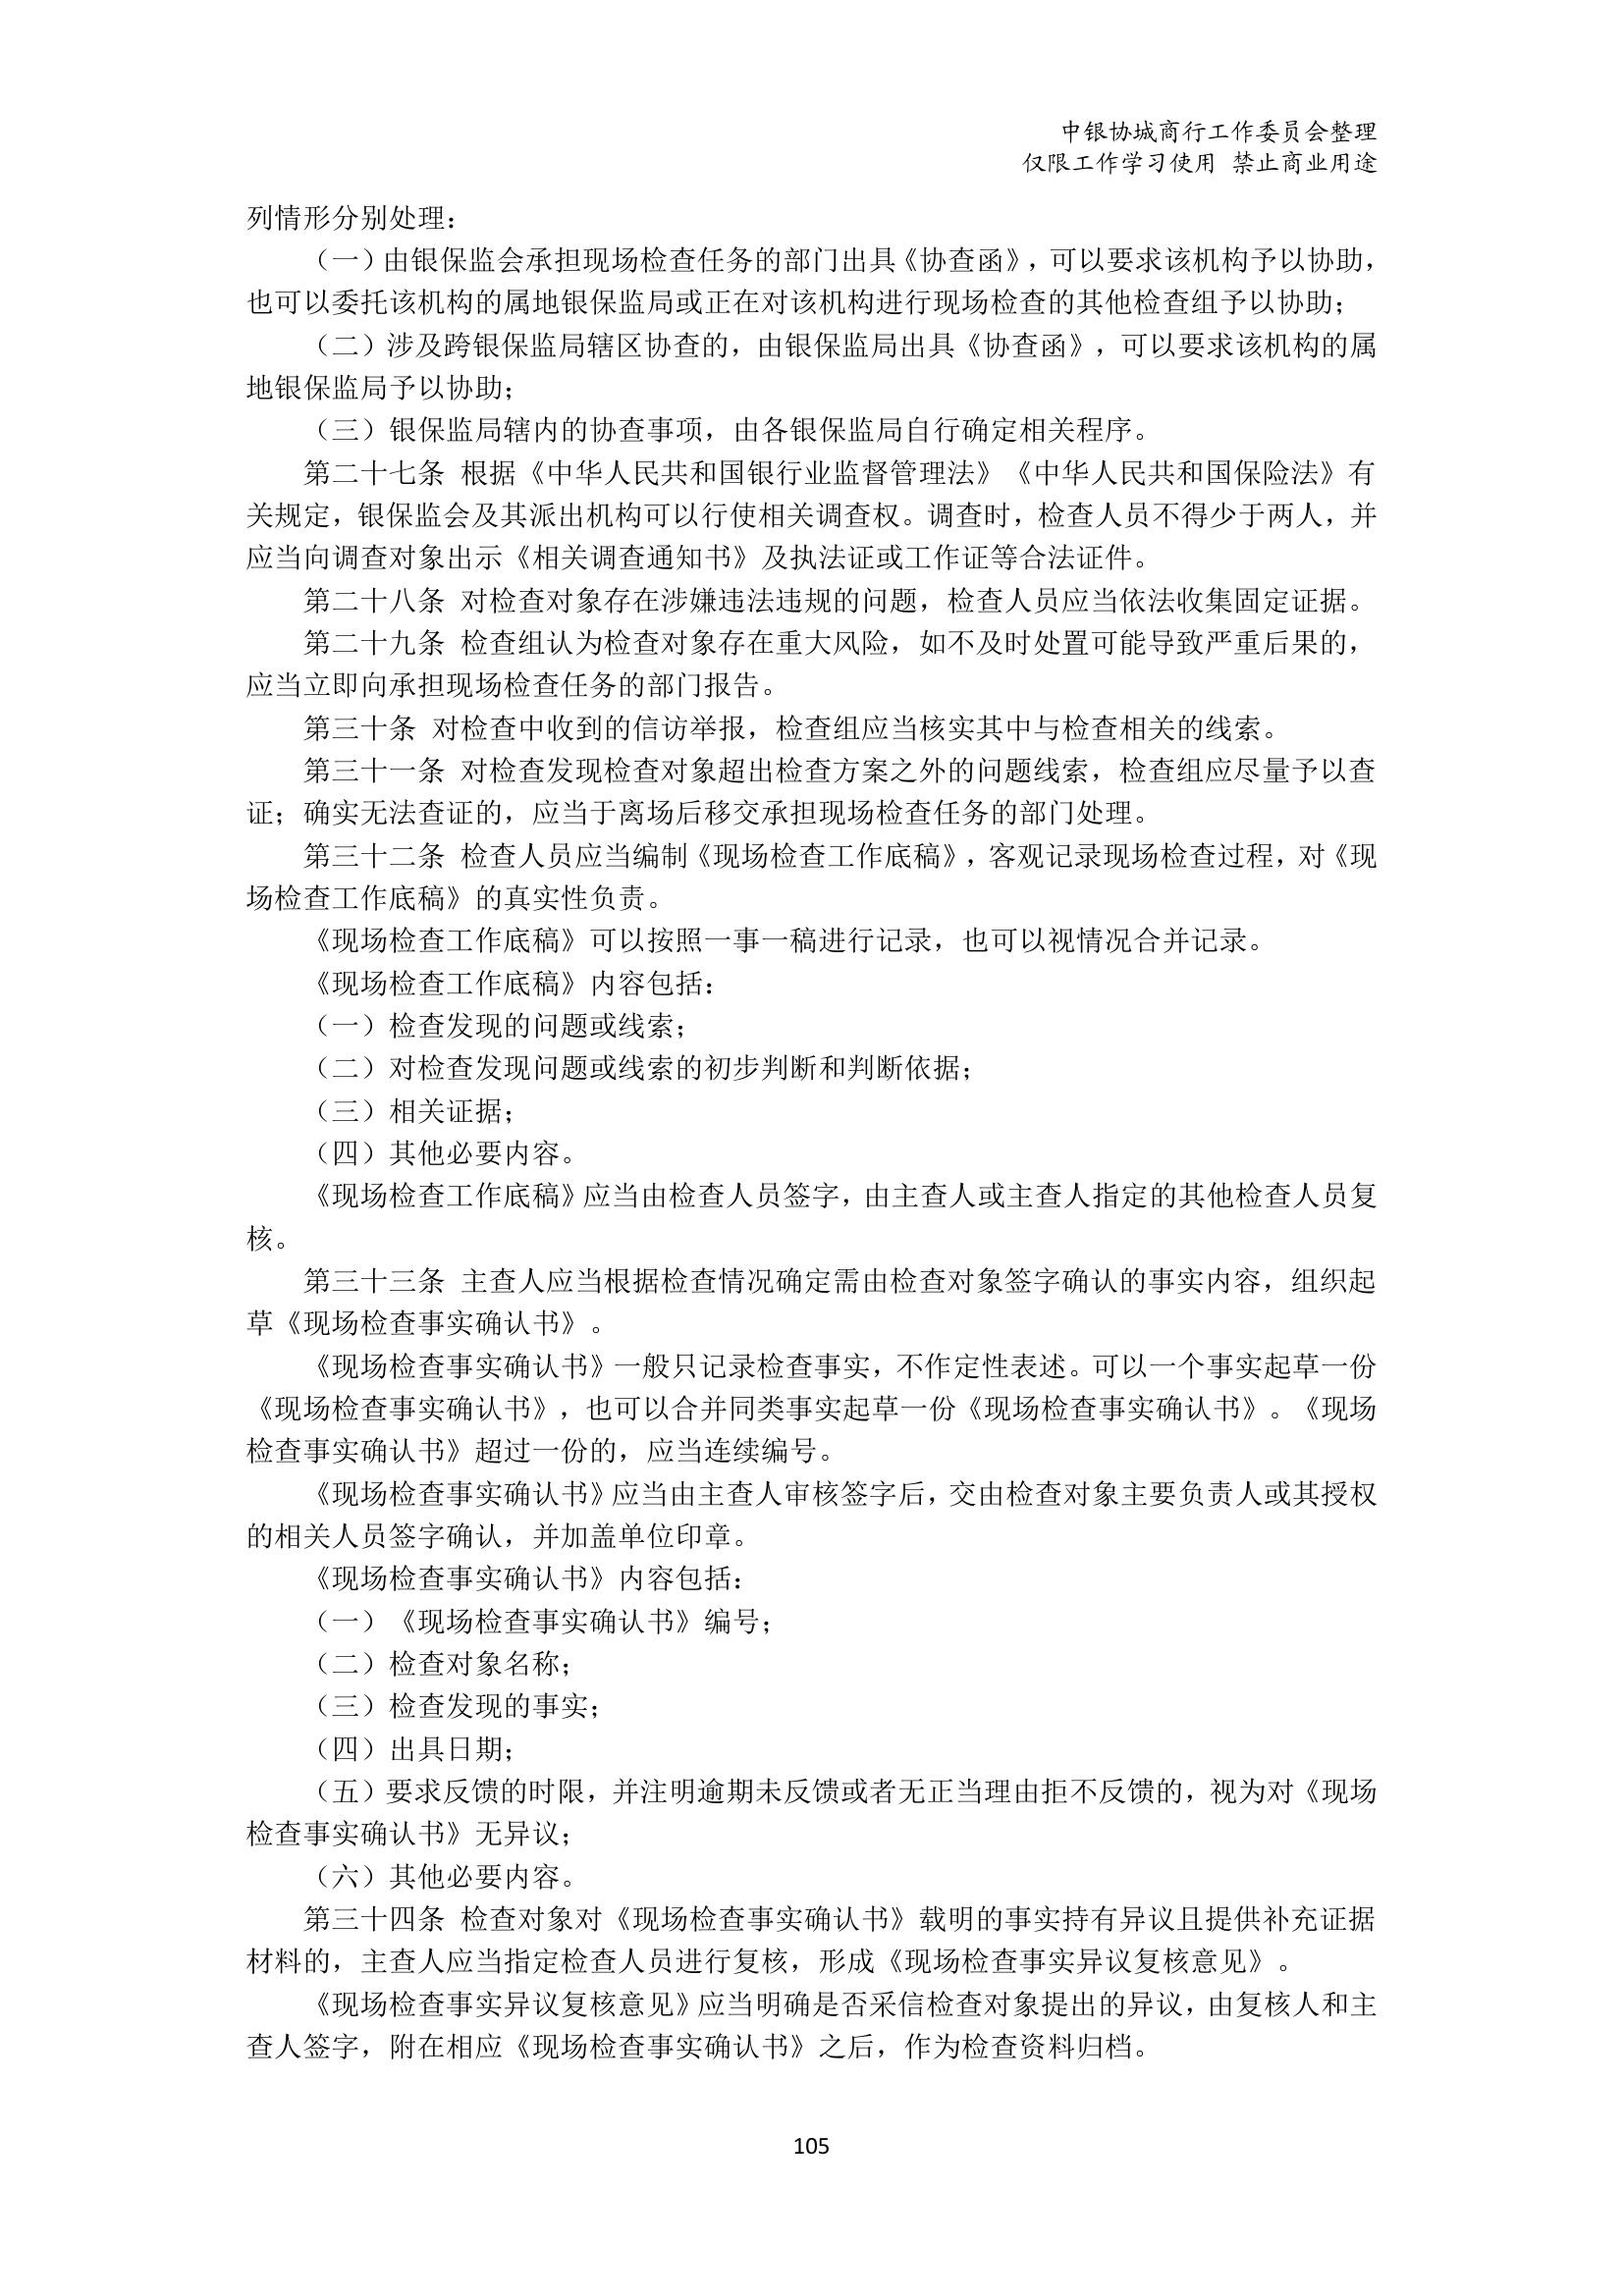 中银协城商行工作委员会整理
仅限工作学习使用 禁止商业用途
列情形分别处理：
（一）由银保监会承担现场检查任务的部门出具《协查函》，可以要求该机构予以协助，
也可以委托该机构的属地银保监局或正在对该机构进行现场检查的其他检查组予以协助；
（二）涉及跨银保监局辖区协查的，由银保监局出具《协查函》，可以要求该机构的属
地银保监局予以协助；
（三）银保监局辖内的协查事项，由各银保监局自行确定相关程序。
第二十七条 根据《中华人民共和国银行业监督管理法》《中华人民共和国保险法》有
关规定，银保监会及其派出机构可以行使相关调查权。调查时，检查人员不得少于两人，并
应当向调查对象出示《相关调查通知书》及执法证或工作证等合法证件。
第二十八条 对检查对象存在涉嫌违法违规的问题，检查人员应当依法收集固定证据。
第二十九条 检查组认为检查对象存在重大风险，如不及时处置可能导致严重后果的，
应当立即向承担现场检查任务的部门报告。
第三十条 对检查中收到的信访举报，检查组应当核实其中与检查相关的线索。
第三十一条 对检查发现检查对象超出检查方案之外的问题线索，检查组应尽量予以查
证；确实无法查证的，应当于离场后移交承担现场检查任务的部门处理。
第三十二条 检查人员应当编制《现场检查工作底稿》，客观记录现场检查过程，对《现
场检查工作底稿》的真实性负责。
《现场检查工作底稿》可以按照一事一稿进行记录，也可以视情况合并记录。
《现场检查工作底稿》内容包括：
（一）检查发现的问题或线索；
（二）对检查发现问题或线索的初步判断和判断依据；
（三）相关证据；
（四）其他必要内容。
《现场检查工作底稿》应当由检查人员签字，由主查人或主查人指定的其他检查人员复
核。
第三十三条 主查人应当根据检查情况确定需由检查对象签字确认的事实内容，组织起
草《现场检查事实确认书》。
《现场检查事实确认书》一般只记录检查事实，不作定性表述。可以一个事实起草一份
《现场检查事实确认书》，也可以合并同类事实起草一份《现场检查事实确认书》。《现场
检查事实确认书》超过一份的，应当连续编号。
《现场检查事实确认书》应当由主查人审核签字后，交由检查对象主要负责人或其授权
的相关人员签字确认，并加盖单位印章。
《现场检查事实确认书》内容包括：
（一）《现场检查事实确认书》编号；
（二）检查对象名称；
（三）检查发现的事实；
（四）出具日期；
（五）要求反馈的时限，并注明逾期未反馈或者无正当理由拒不反馈的，视为对《现场
检查事实确认书》无异议；
（六）其他必要内容。
第三十四条 检查对象对《现场检查事实确认书》载明的事实持有异议且提供补充证据
材料的，主查人应当指定检查人员进行复核，形成《现场检查事实异议复核意见》。
《现场检查事实异议复核意见》应当明确是否采信检查对象提出的异议，由复核人和主
查人签字，附在相应《现场检查事实确认书》之后，作为检查资料归档。
105